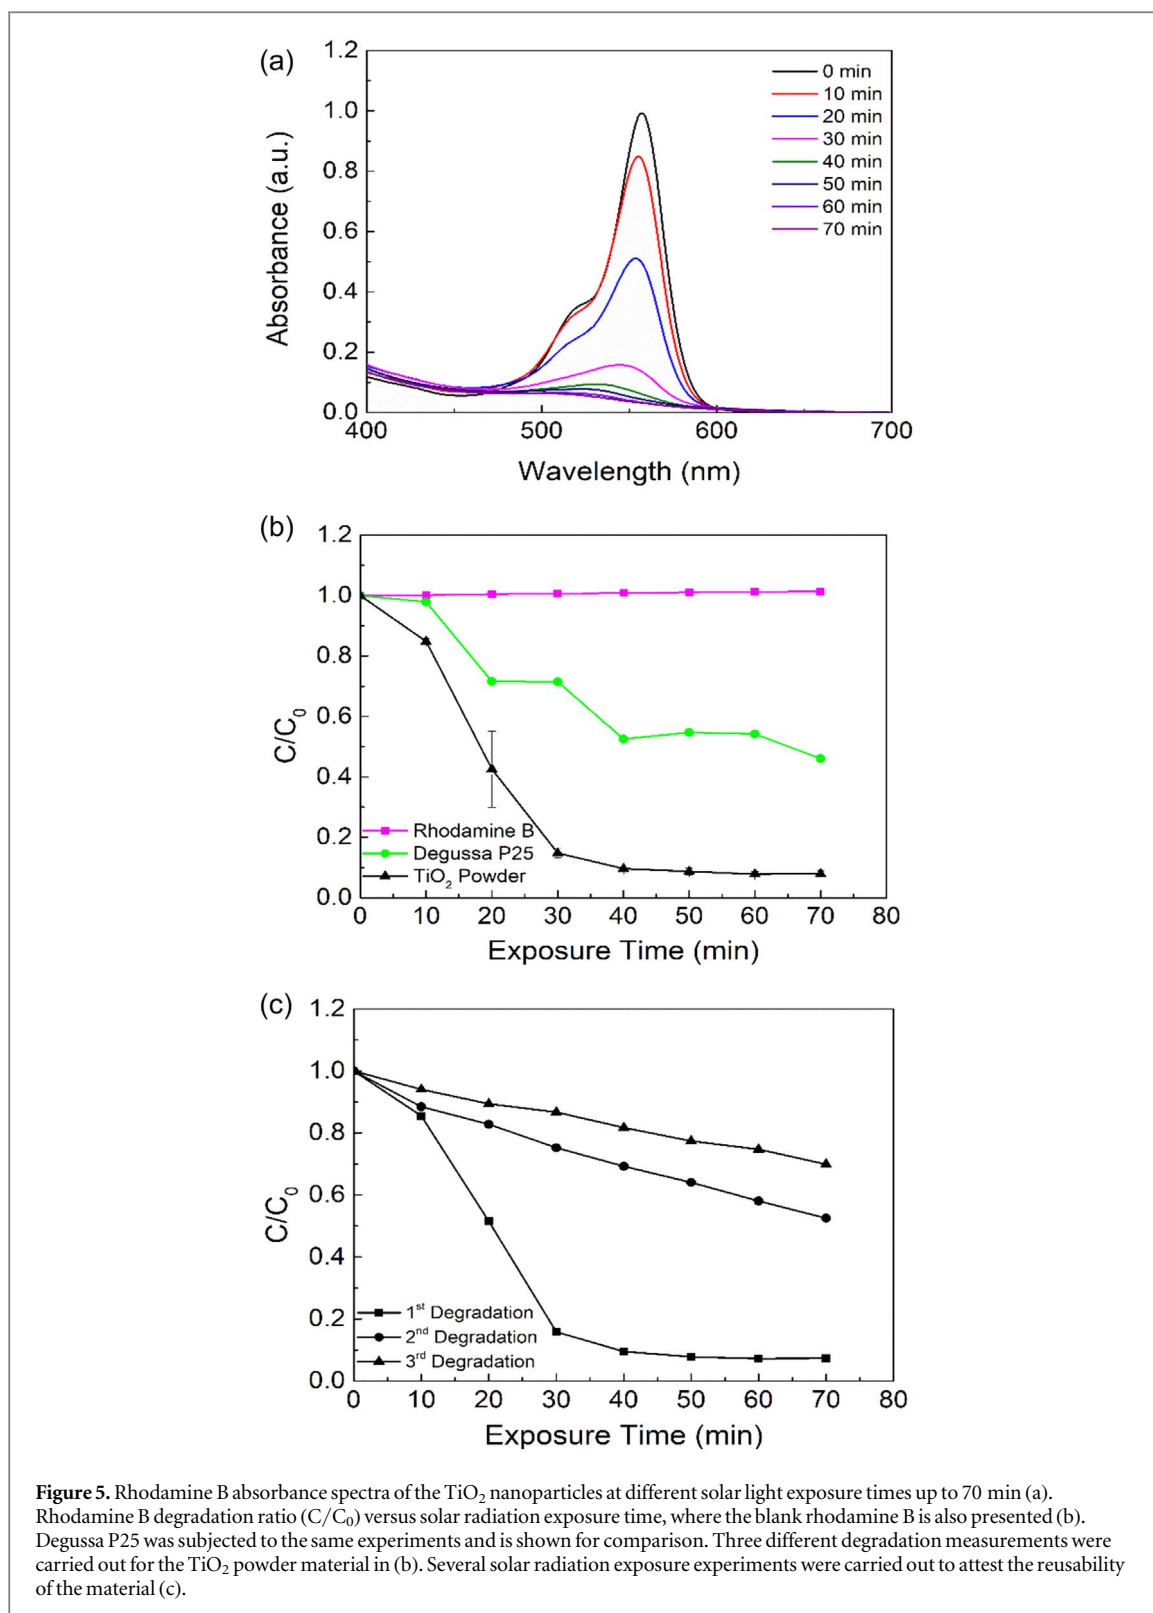 (a)
1.2
1.0
0.8
0.6
0.4
0.2
0.0
Absorbance (a.u.)
0 min
10 min
20 min
30 min
40 min
50 min
60 min
70 min
400 500 600 700
Wavelength (nm)
(b)
1.2
1.0
0.8
0.6
0.4
0.2
0.0
C/C₀
Rhodamine B
Degussa P25
TiO₂ Powder
0 10 20 30 40 50 60 70 80
Exposure Time (min)
(c)
1.2
1.0
0.8
0.6
0.4
0.2
0.0
C/C₀
1ˢᵗ Degradation
2ⁿᵈ Degradation
3ʳᵈ Degradation
0 10 20 30 40 50 60 70 80
Exposure Time (min)
Figure 5. Rhodamine B absorbance spectra of the TiO₂ nanoparticles at different solar light exposure times up to 70 min (a).
Rhodamine B degradation ratio (C/C₀) versus solar radiation exposure time, where the blank rhodamine B is also presented (b).
Degussa P25 was subjected to the same experiments and is shown for comparison. Three different degradation measurements were
carried out for the TiO₂ powder material in (b). Several solar radiation exposure experiments were carried out to attest the reusability
of the material (c).